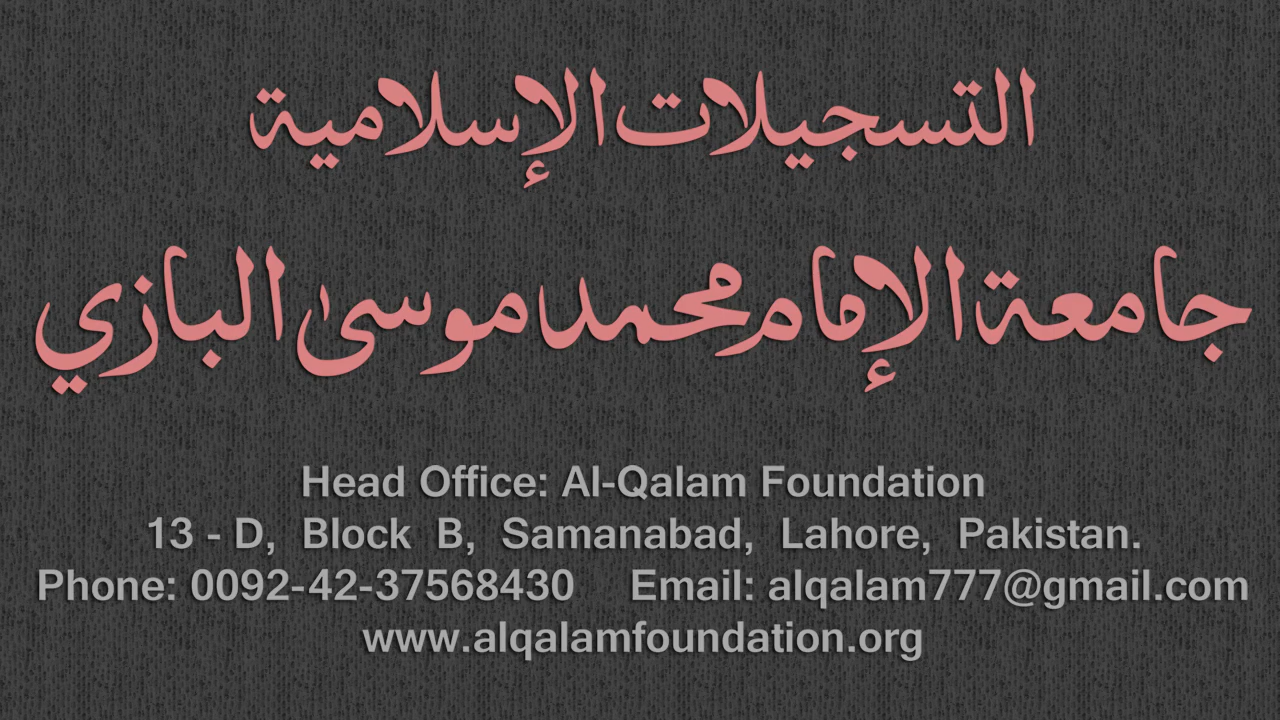 التسجيلات الإسلامية
جامعة الإمام محمد موسىٰ البازي
Head Office: Al-Qalam Foundation
13 - D, Block B, Samanabad, Lahore, Pakistan.
Phone: 0092-42-37568430 Email: alqalam777@gmail.com
www.alqalamfoundation.org